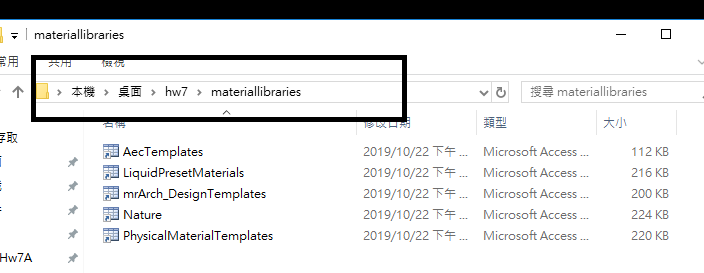 materiallibraries
常用 共用 檢視
本機 > 桌面 > hw7 > materiallibraries 搜尋 materiallibraries
名稱 修改日期 類型 大小
存取
AecTemplates 2019/10/22 下午 ... Microsoft Access ... 112 KB
LiquidPresetMaterials 2019/10/22 下午 ... Microsoft Access ... 216 KB
mrArch_DesignTemplates 2019/10/22 下午 ... Microsoft Access ... 200 KB
Nature 2019/10/22 下午 ... Microsoft Access ... 224 KB
PhysicalMaterialTemplates 2019/10/22 下午 ... Microsoft Access ... 220 KB
Hw7A